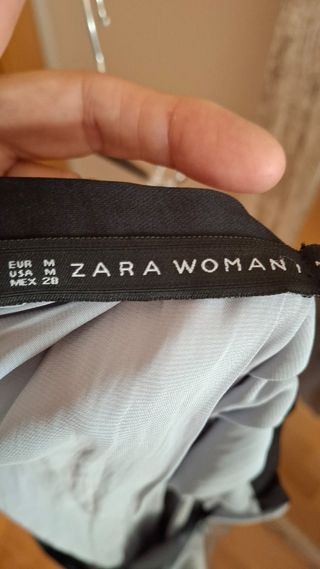 EUR M
USA M
MEX 28
ZARA WOMAN